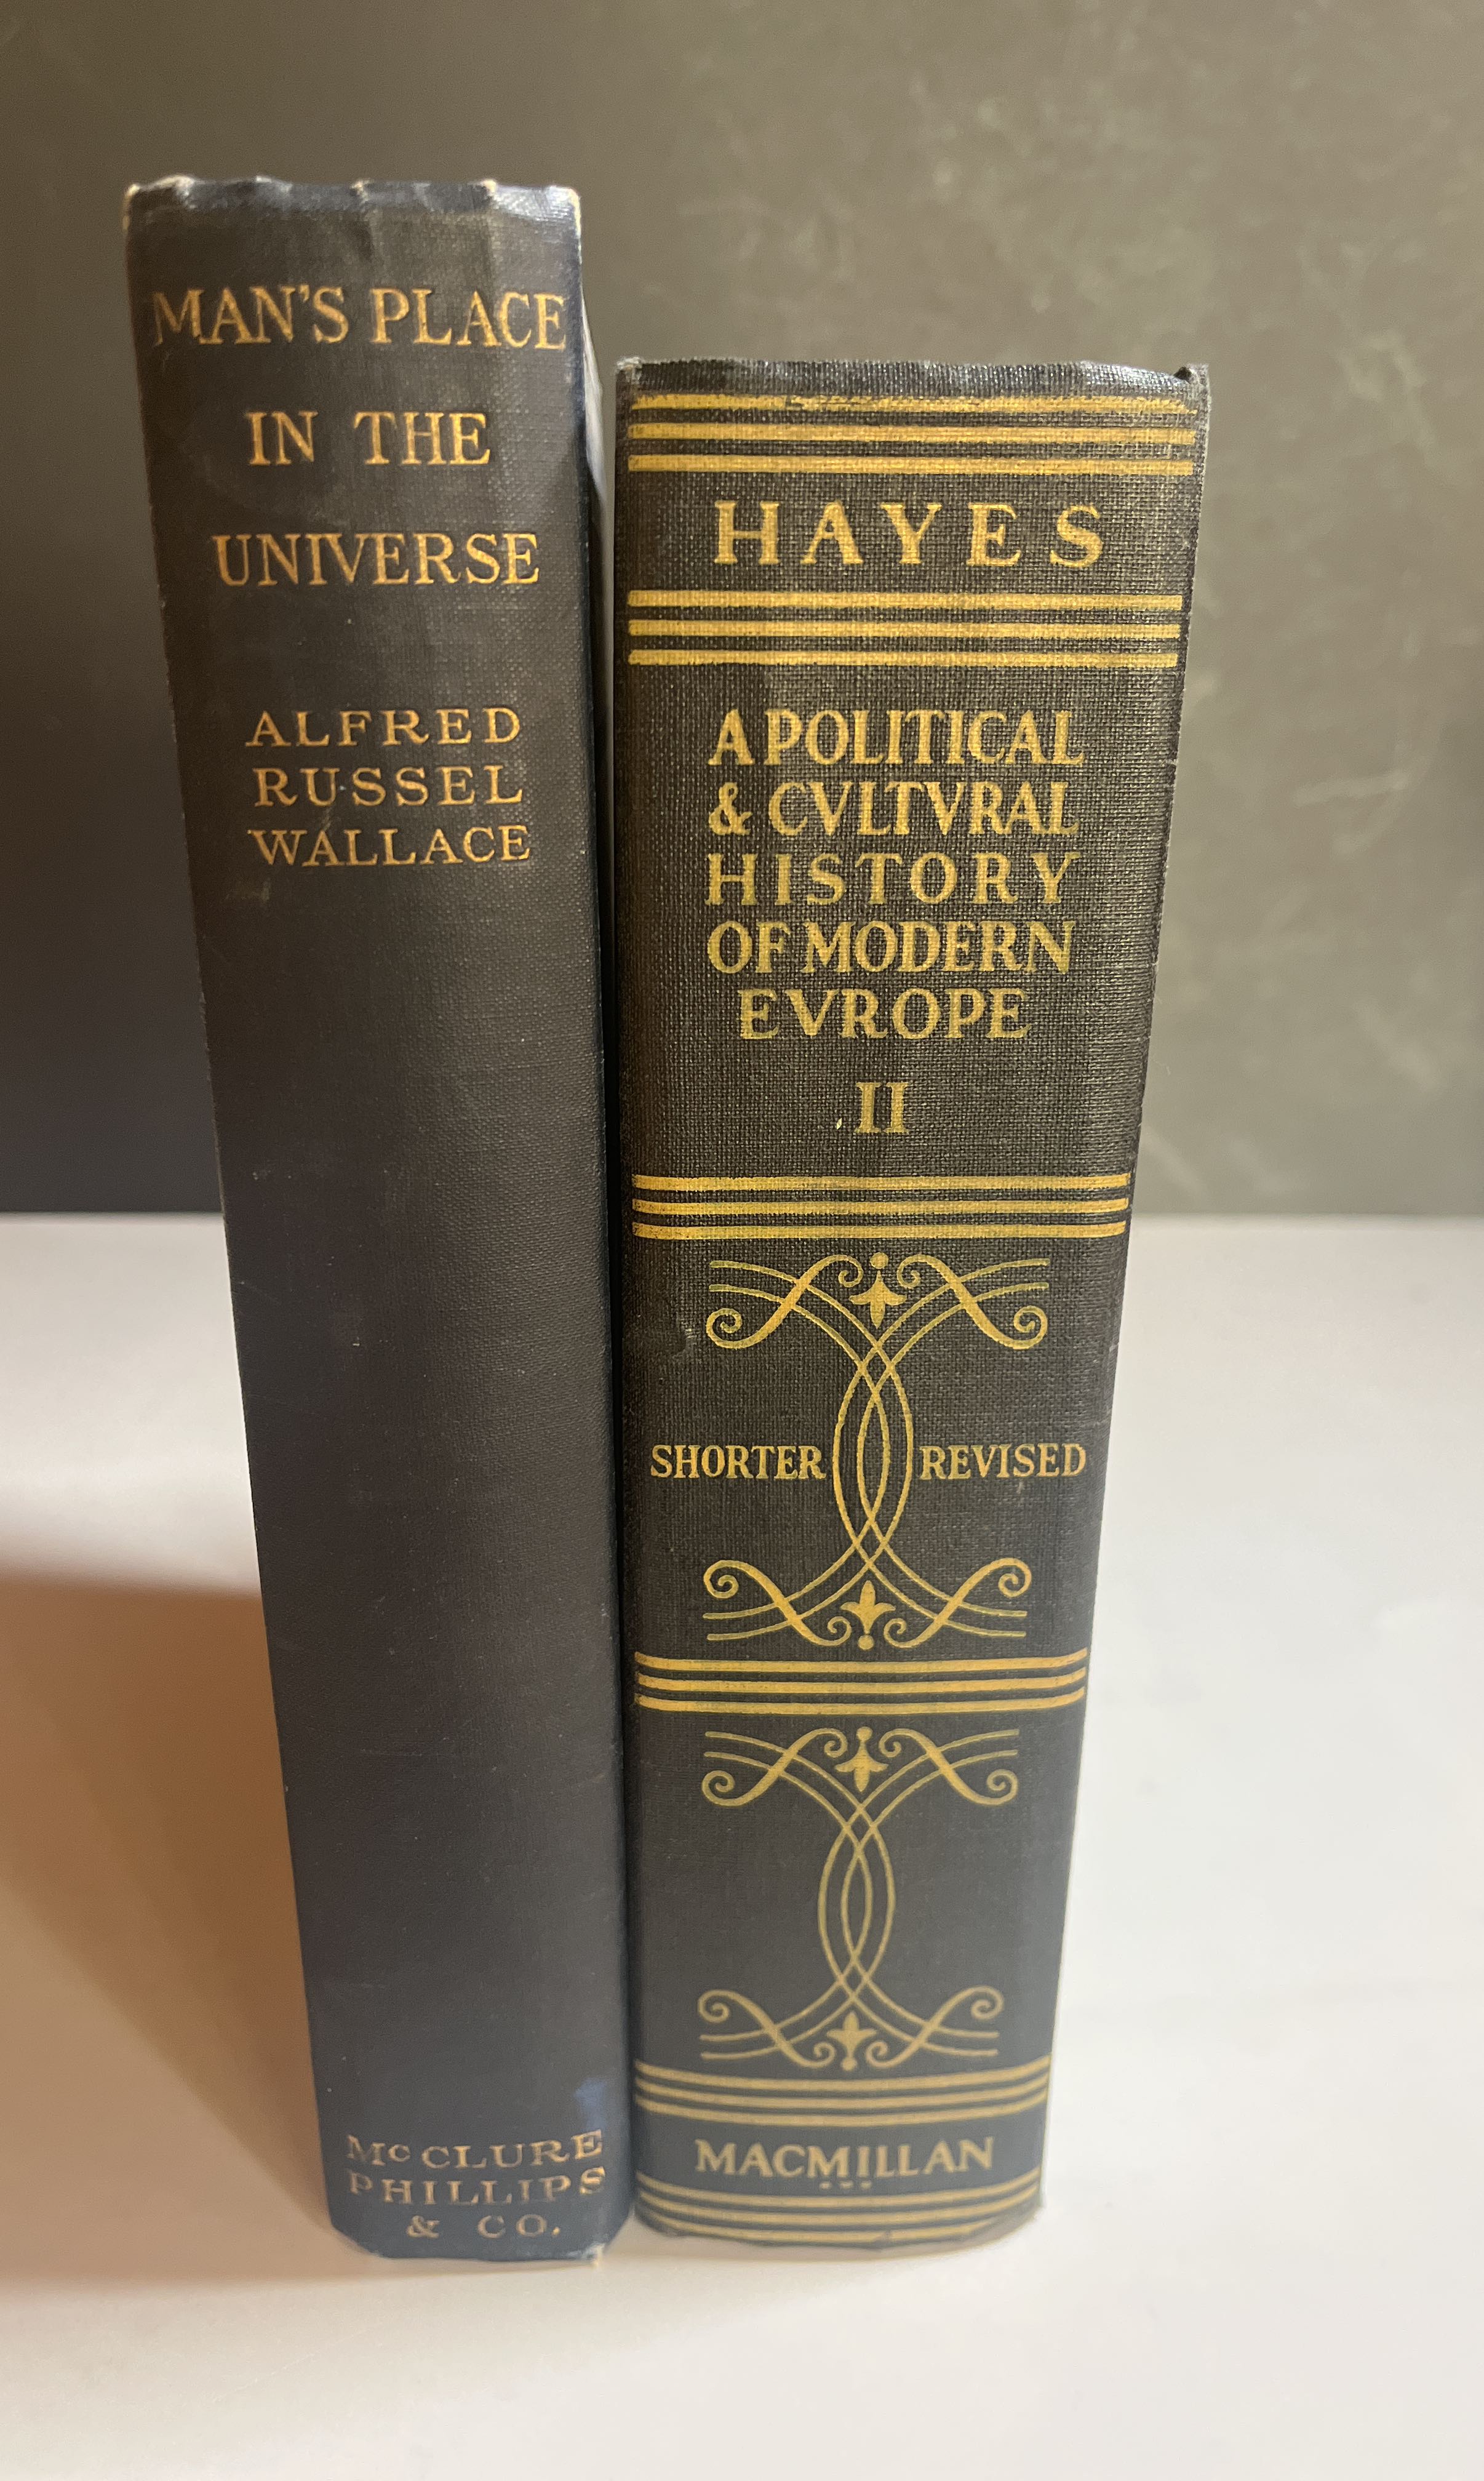 MAN'S PLACE
IN THE
UNIVERSE
ALFRED
RUSSEL
WALLACE
McCLURE
PHILLIPS
& CO.
HAYES
A POLITICAL
& CVLTVRAL
HISTORY
OF MODERN
EVROPE
II
SHORTER REVISED
MACMILLAN